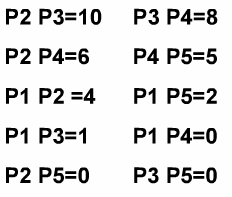 P2 P3=10 P3 P4=8
P2 P4=6 P4 P5=5
P1 P2 =4 P1 P5=2
P1 P3=1 P1 P4=0
P2 P5=0 P3 P5=0